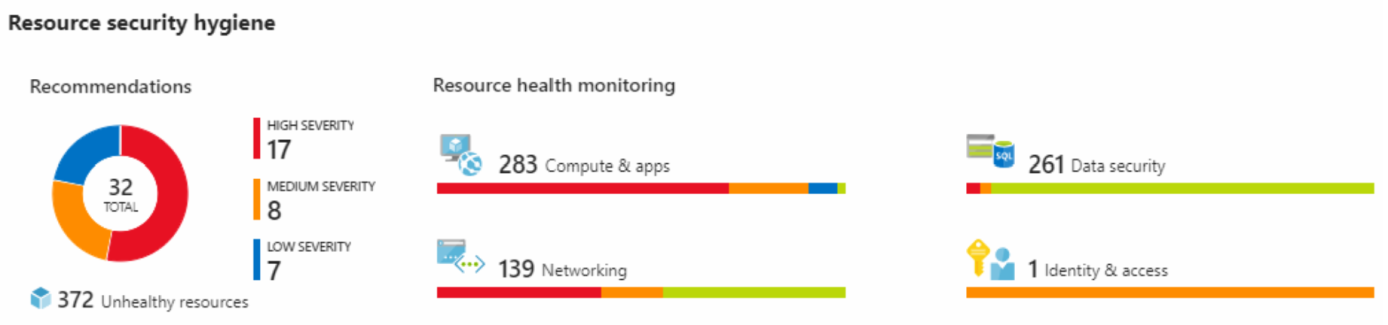 Resource security hygiene
Recommendations
32
TOTAL
HIGH SEVERITY
17
MEDIUM SEVERITY
8
LOW SEVERITY
7
372 Unhealthy resources
Resource health monitoring
283 Compute & apps
SQL
261 Data security
139 Networking
1 Identity & access